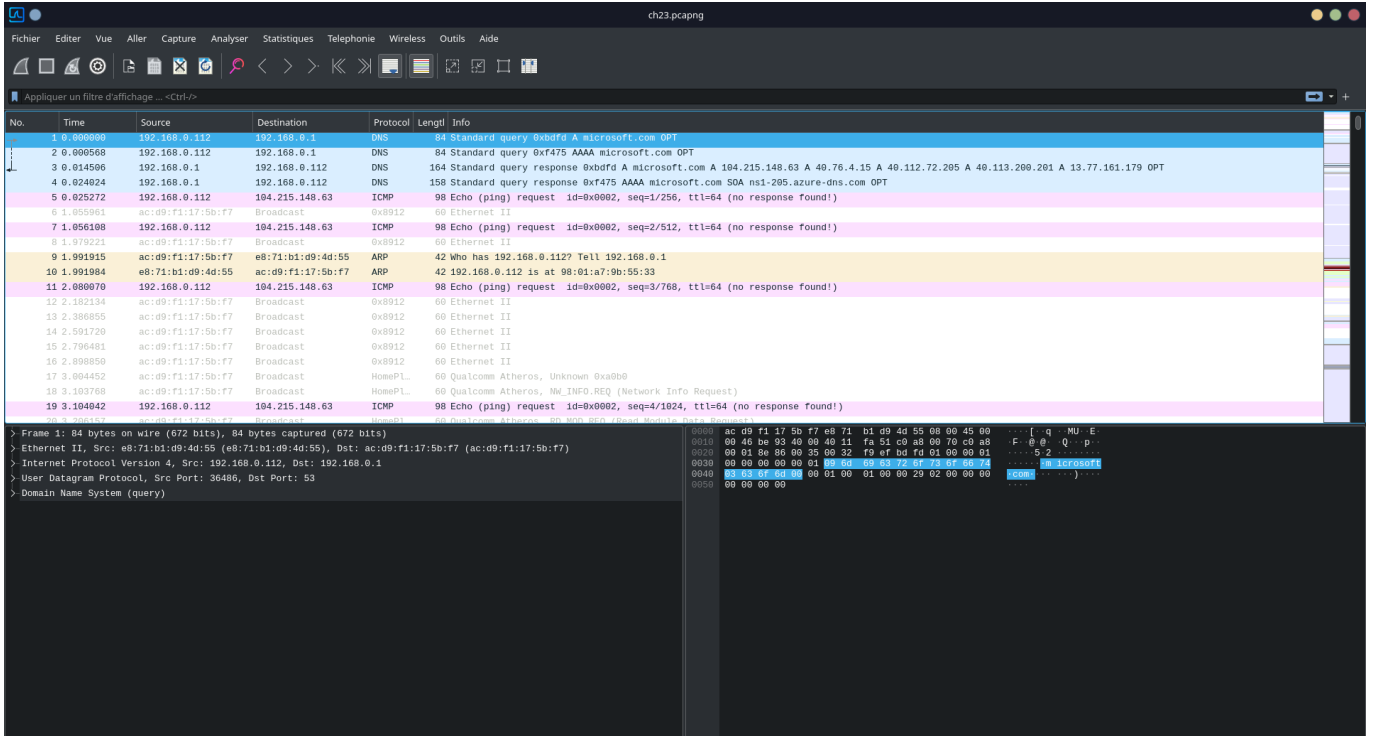 ch23.pcapng
Fichier Editer Vue Aller Capture Analyser Statistiques Telephonie Wireless Outils Aide
Appliquer un filtre d'affichage ... <Ctrl-/>
No. Time Source Destination Protocol Lengtl Info
1 0.000000 192.168.0.112 192.168.0.1 DNS 84 Standard query 0xbdfd A microsoft.com OPT
2 0.000568 192.168.0.112 192.168.0.1 DNS 84 Standard query 0xf475 AAAA microsoft.com OPT
3 0.014506 192.168.0.1 192.168.0.112 DNS 164 Standard query response 0xbdfd A microsoft.com A 104.215.148.63 A 40.76.4.15 A 40.112.72.205 A 40.113.200.201 A 13.77.161.179 OPT
4 0.024024 192.168.0.1 192.168.0.112 DNS 158 Standard query response 0xf475 AAAA microsoft.com SOA ns1-205.azure-dns.com OPT
5 0.025272 192.168.0.112 104.215.148.63 ICMP 98 Echo (ping) request id=0x0002, seq=1/256, ttl=64 (no response found!)
6 1.055961 ac:d9:f1:17:5b:f7 Broadcast 0x8912 60 Ethernet II
7 1.056108 192.168.0.112 104.215.148.63 ICMP 98 Echo (ping) request id=0x0002, seq=2/512, ttl=64 (no response found!)
8 1.979221 ac:d9:f1:17:5b:f7 Broadcast 0x8912 60 Ethernet II
9 1.991915 ac:d9:f1:17:5b:f7 e8:71:b1:d9:4d:55 ARP 42 Who has 192.168.0.112? Tell 192.168.0.1
10 1.991984 e8:71:b1:d9:4d:55 ac:d9:f1:17:5b:f7 ARP 42 192.168.0.112 is at 98:01:a7:9b:55:33
11 2.080070 192.168.0.112 104.215.148.63 ICMP 98 Echo (ping) request id=0x0002, seq=3/768, ttl=64 (no response found!)
12 2.182134 ac:d9:f1:17:5b:f7 Broadcast 0x8912 60 Ethernet II
13 2.386855 ac:d9:f1:17:5b:f7 Broadcast 0x8912 60 Ethernet II
14 2.591720 ac:d9:f1:17:5b:f7 Broadcast 0x8912 60 Ethernet II
15 2.796481 ac:d9:f1:17:5b:f7 Broadcast 0x8912 60 Ethernet II
16 2.898850 ac:d9:f1:17:5b:f7 Broadcast 0x8912 60 Ethernet II
17 3.004452 ac:d9:f1:17:5b:f7 Broadcast HomePl… 60 Qualcomm Atheros, Unknown 0xa0b0
18 3.103768 ac:d9:f1:17:5b:f7 Broadcast HomePl… 60 Qualcomm Atheros, NW_INFO.REQ (Network Info Request)
19 3.104042 192.168.0.112 104.215.148.63 ICMP 98 Echo (ping) request id=0x0002, seq=4/1024, ttl=64 (no response found!)
20 3.206157 ac:d9:f1:17:5b:f7 Broadcast HomePl 60 Qualcomm Atheros, RD_MOD.REQ (Read Module Data Request)
Frame 1: 84 bytes on wire (672 bits), 84 bytes captured (672 bits)
Ethernet II, Src: e8:71:b1:d9:4d:55 (e8:71:b1:d9:4d:55), Dst: ac:d9:f1:17:5b:f7 (ac:d9:f1:17:5b:f7)
Internet Protocol Version 4, Src: 192.168.0.112, Dst: 192.168.0.1
User Datagram Protocol, Src Port: 36486, Dst Port: 53
Domain Name System (query)
0000 ac d9 f1 17 5b f7 e8 71 b1 d9 4d 55 08 00 45 00 ····[··q ··MU··E·
0010 00 46 be 93 40 00 40 11 fa 51 c0 a8 00 70 c0 a8 ·F··@·@· ·Q···p··
0020 00 01 8e 86 00 35 00 32 f9 ef bd fd 01 00 00 01 ·····5·2 ········
0030 00 00 00 00 00 01 09 6d 69 63 72 6f 73 6f 66 74 ·······m icrosoft
0040 03 63 6f 6d 00 00 01 00 01 00 00 29 02 00 00 00 ·com···· ···)····
0050 00 00 00 00 ····